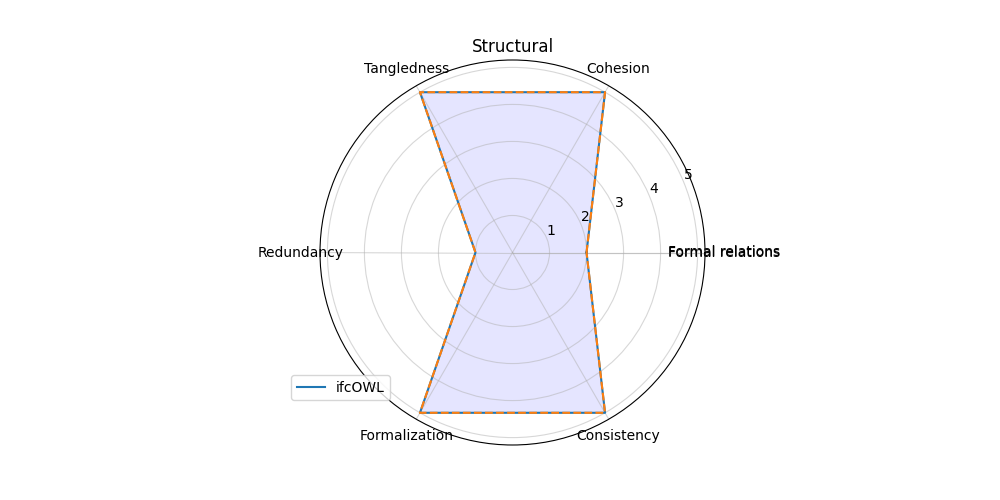 Structural
Tangledness
Cohesion
5
4
3
2
1
Redundancy
Formal relations
ifcOWL
Formalization
Consistency